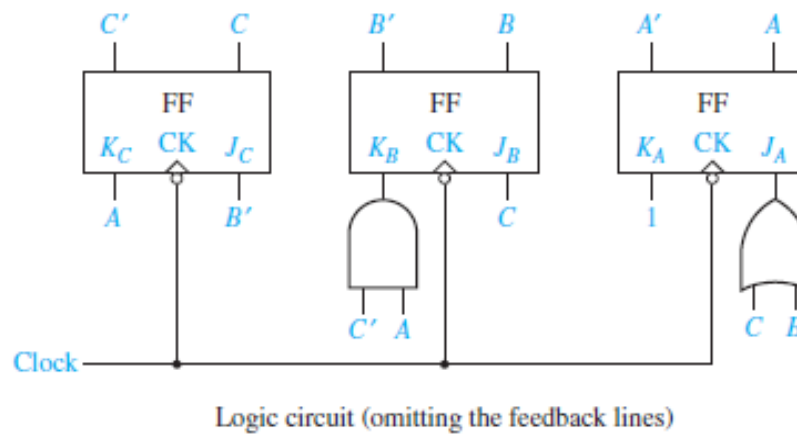 C′ C B′ B A′ A
FF FF FF
K_C CK J_C K_B CK J_B K_A CK J_A
A B′ C 1
C′ A C
Clock
Logic circuit (omitting the feedback lines)